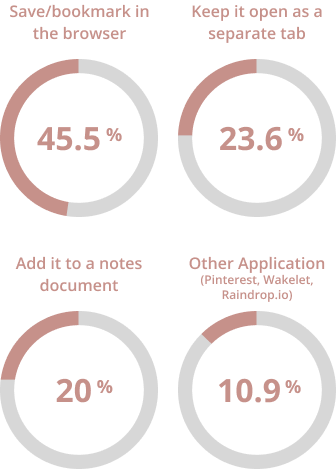 Save/bookmark in
the browser
45.5 %
Keep it open as a
separate tab
23.6 %
Add it to a notes
document
20 %
Other Application
(Pinterest, Wakelet,
Raindrop.io)
10.9 %